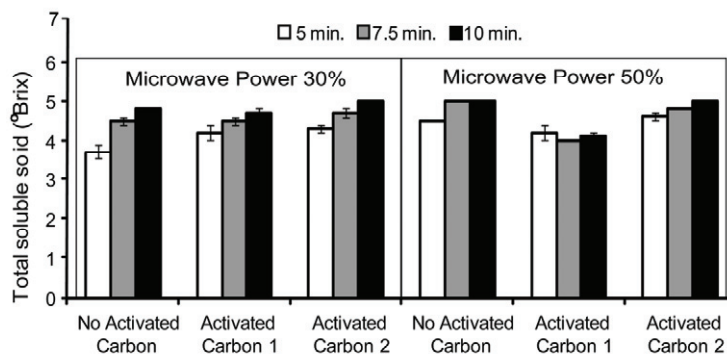 7
6
5
4
3
2
1
0
Total soluble soid (ºBrix)
5 min. 7.5 min. 10 min.
Microwave Power 30% Microwave Power 50%
No Activated Activated Activated No Activated Activated Activated
Carbon Carbon 1 Carbon 2 Carbon Carbon 1 Carbon 2